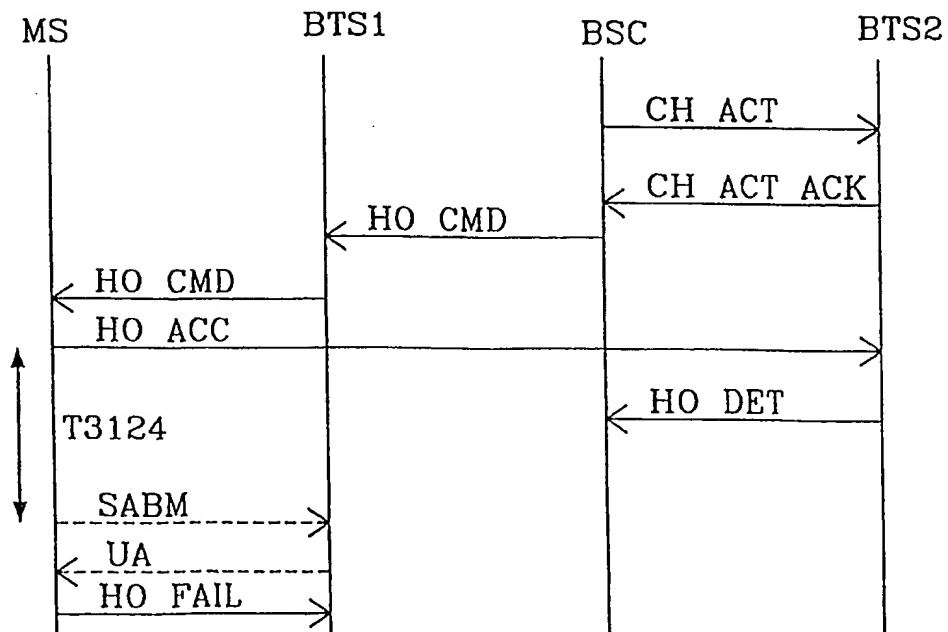 MS BTS1 BSC BTS2
CH ACT
CH ACT ACK
HO CMD
HO CMD
HO ACC
HO DET
T3124
SABM
UA
HO FAIL